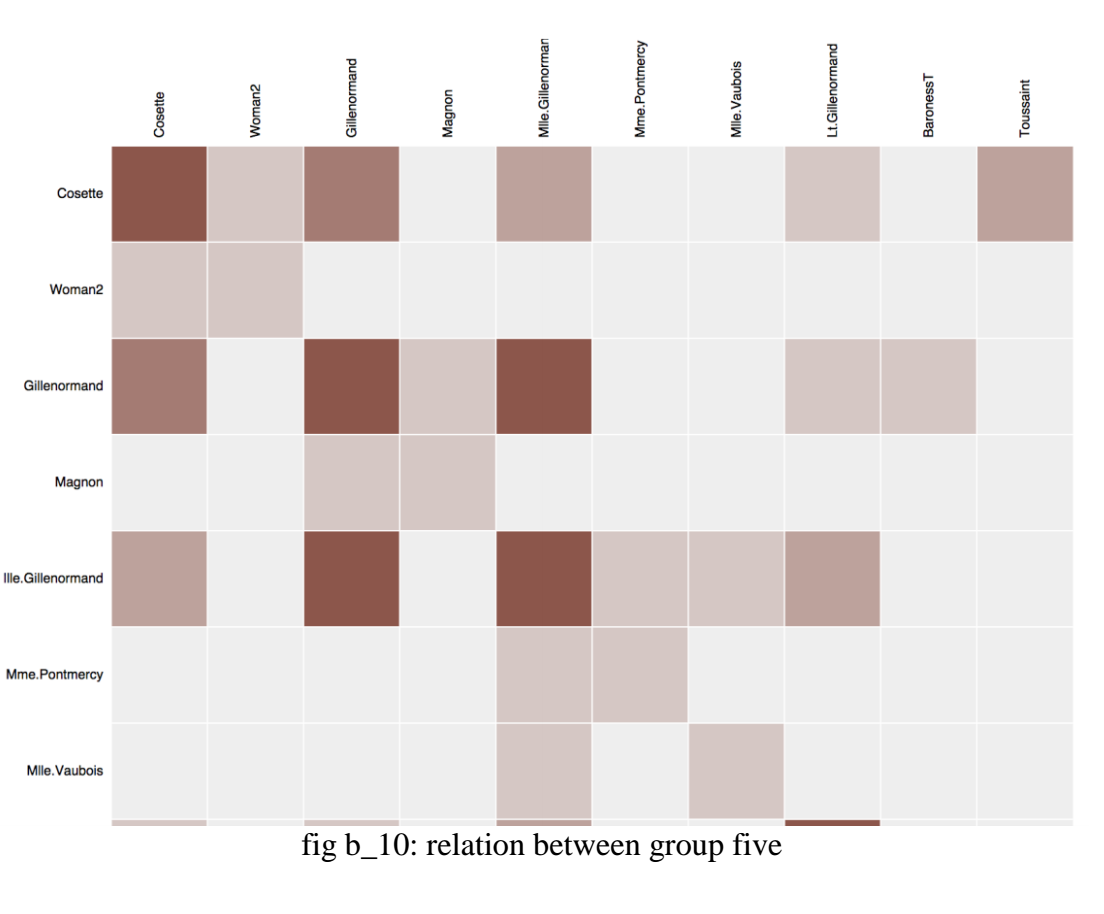 Cosette
Woman2
Gillenormand
Magnon
Mlle.Gillenorman
Mme.Pontmercy
Mlle.Vaubois
Lt.Gillenormand
BaronessT
Toussaint
Cosette
Woman2
Gillenormand
Magnon
lle.Gillenormand
Mme.Pontmercy
Mlle.Vaubois
fig b_10: relation between group five